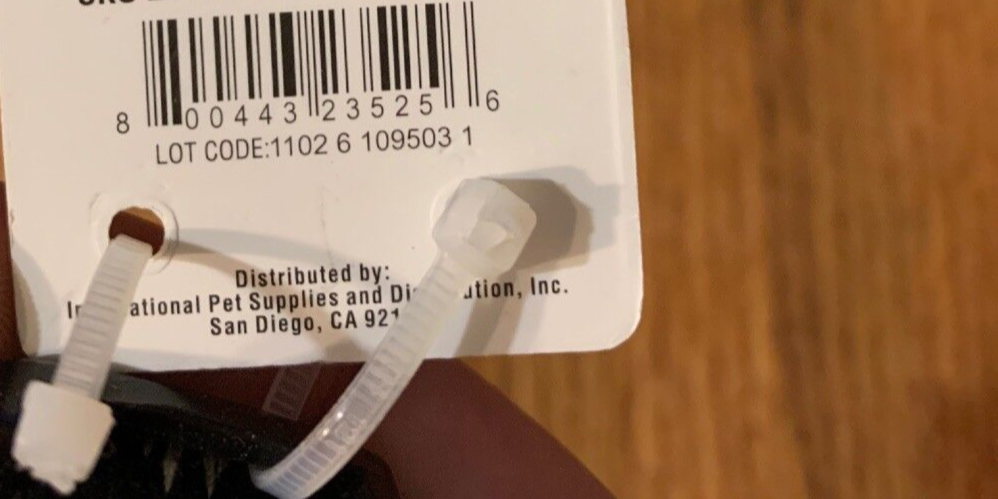 8 00443 23525 6
LOT CODE:1102 6 109503 1
Distributed by:
Pet Supplies and Inc.
San Diego, CA